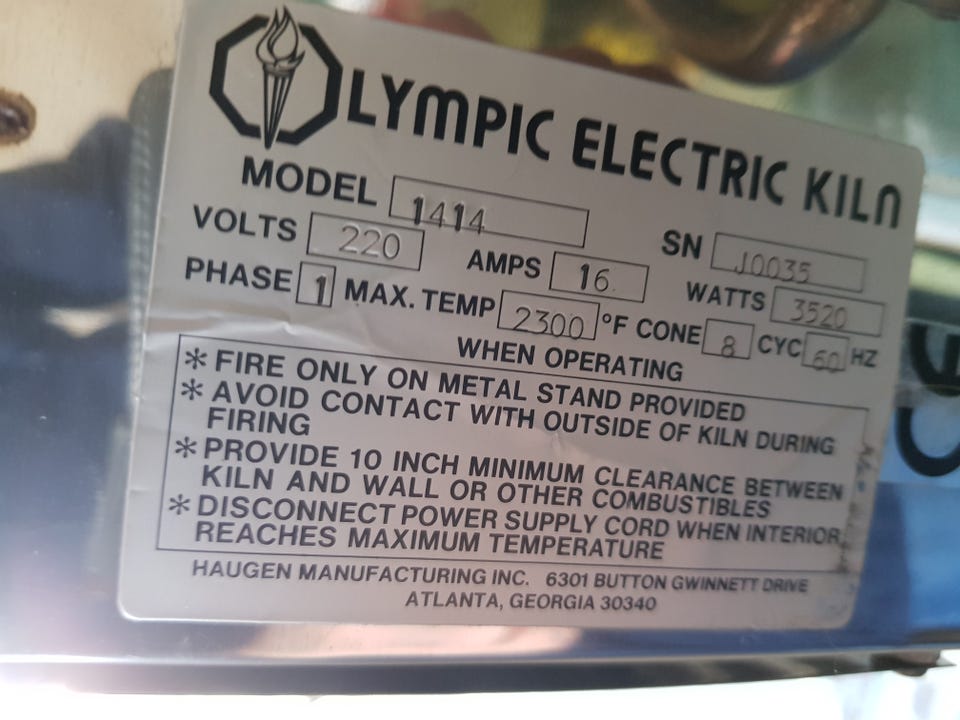 OLYMPIC ELECTRIC KILN
MODEL 1414
SN J0035
VOLTS 220 AMPS 16 WATTS 3520
PHASE 1 MAX. TEMP 2300 °F CONE 8 CYC 60 HZ
WHEN OPERATING
* FIRE ONLY ON METAL STAND PROVIDED
* AVOID CONTACT WITH OUTSIDE OF KILN DURING
FIRING
* PROVIDE 10 INCH MINIMUM CLEARANCE BETWEEN
KILN AND WALL OR OTHER COMBUSTIBLES
* DISCONNECT POWER SUPPLY CORD WHEN INTERIOR
REACHES MAXIMUM TEMPERATURE
HAUGEN MANUFACTURING INC. 6301 BUTTON GWINNETT DRIVE
ATLANTA, GEORGIA 30340
CE